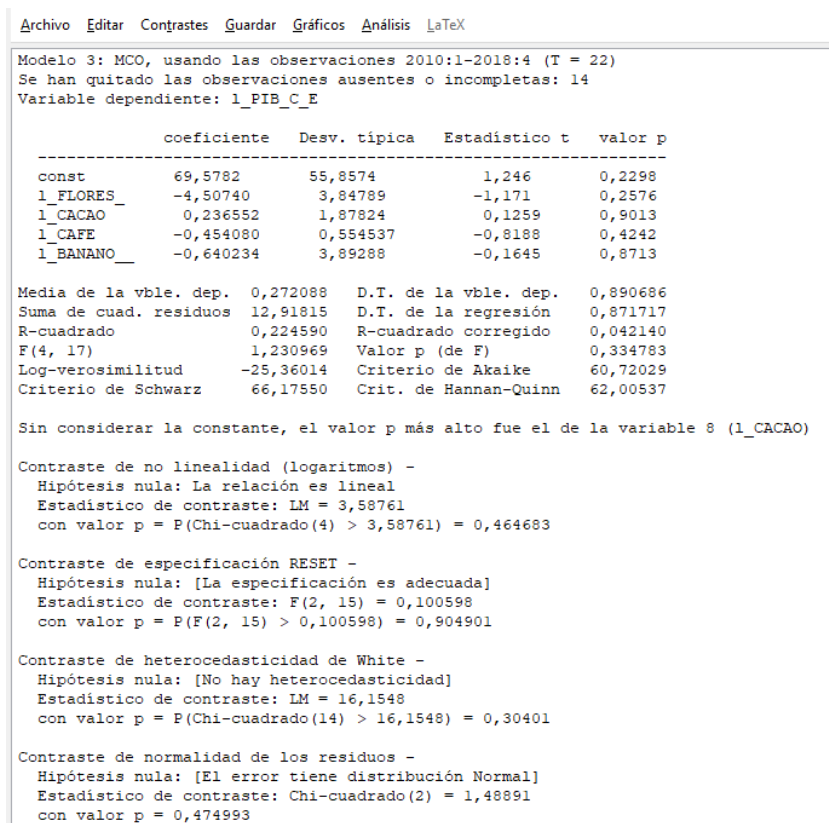 Archivo Editar Contrastes Guardar Gráficos Análisis LaTeX
Modelo 3: MCO, usando las observaciones 2010:1-2018:4 (T = 22)
Se han quitado las observaciones ausentes o incompletas: 14
Variable dependiente: l_PIB_C_E
coeficiente Desv. típica Estadístico t valor p
---------------------------------------------------------------
const 69,5782 55,8574 1,246 0,2298
l_FLORES_ -4,50740 3,84789 -1,171 0,2576
l_CACAO 0,236552 1,87824 0,1259 0,9013
l_CAFE -0,454080 0,554537 -0,8188 0,4242
l_BANANO__ -0,640234 3,89288 -0,1645 0,8713
Media de la vble. dep. 0,272088 D.T. de la vble. dep. 0,890686
Suma de cuad. residuos 12,91815 D.T. de la regresión 0,871717
R-cuadrado 0,224590 R-cuadrado corregido 0,042140
F(4, 17) 1,230969 Valor p (de F) 0,334783
Log-verosimilitud -25,36014 Criterio de Akaike 60,72029
Criterio de Schwarz 66,17550 Crit. de Hannan-Quinn 62,00537
Sin considerar la constante, el valor p más alto fue el de la variable 8 (l_CACAO)
Contraste de no linealidad (logaritmos) -
Hipótesis nula: La relación es lineal
Estadístico de contraste: LM = 3,58761
con valor p = P(Chi-cuadrado(4) > 3,58761) = 0,464683
Contraste de especificación RESET -
Hipótesis nula: [La especificación es adecuada]
Estadístico de contraste: F(2, 15) = 0,100598
con valor p = P(F(2, 15) > 0,100598) = 0,904901
Contraste de heterocedasticidad de White -
Hipótesis nula: [No hay heterocedasticidad]
Estadístico de contraste: LM = 16,1548
con valor p = P(Chi-cuadrado(14) > 16,1548) = 0,30401
Contraste de normalidad de los residuos -
Hipótesis nula: [El error tiene distribución Normal]
Estadístico de contraste: Chi-cuadrado(2) = 1,48891
con valor p = 0,474993